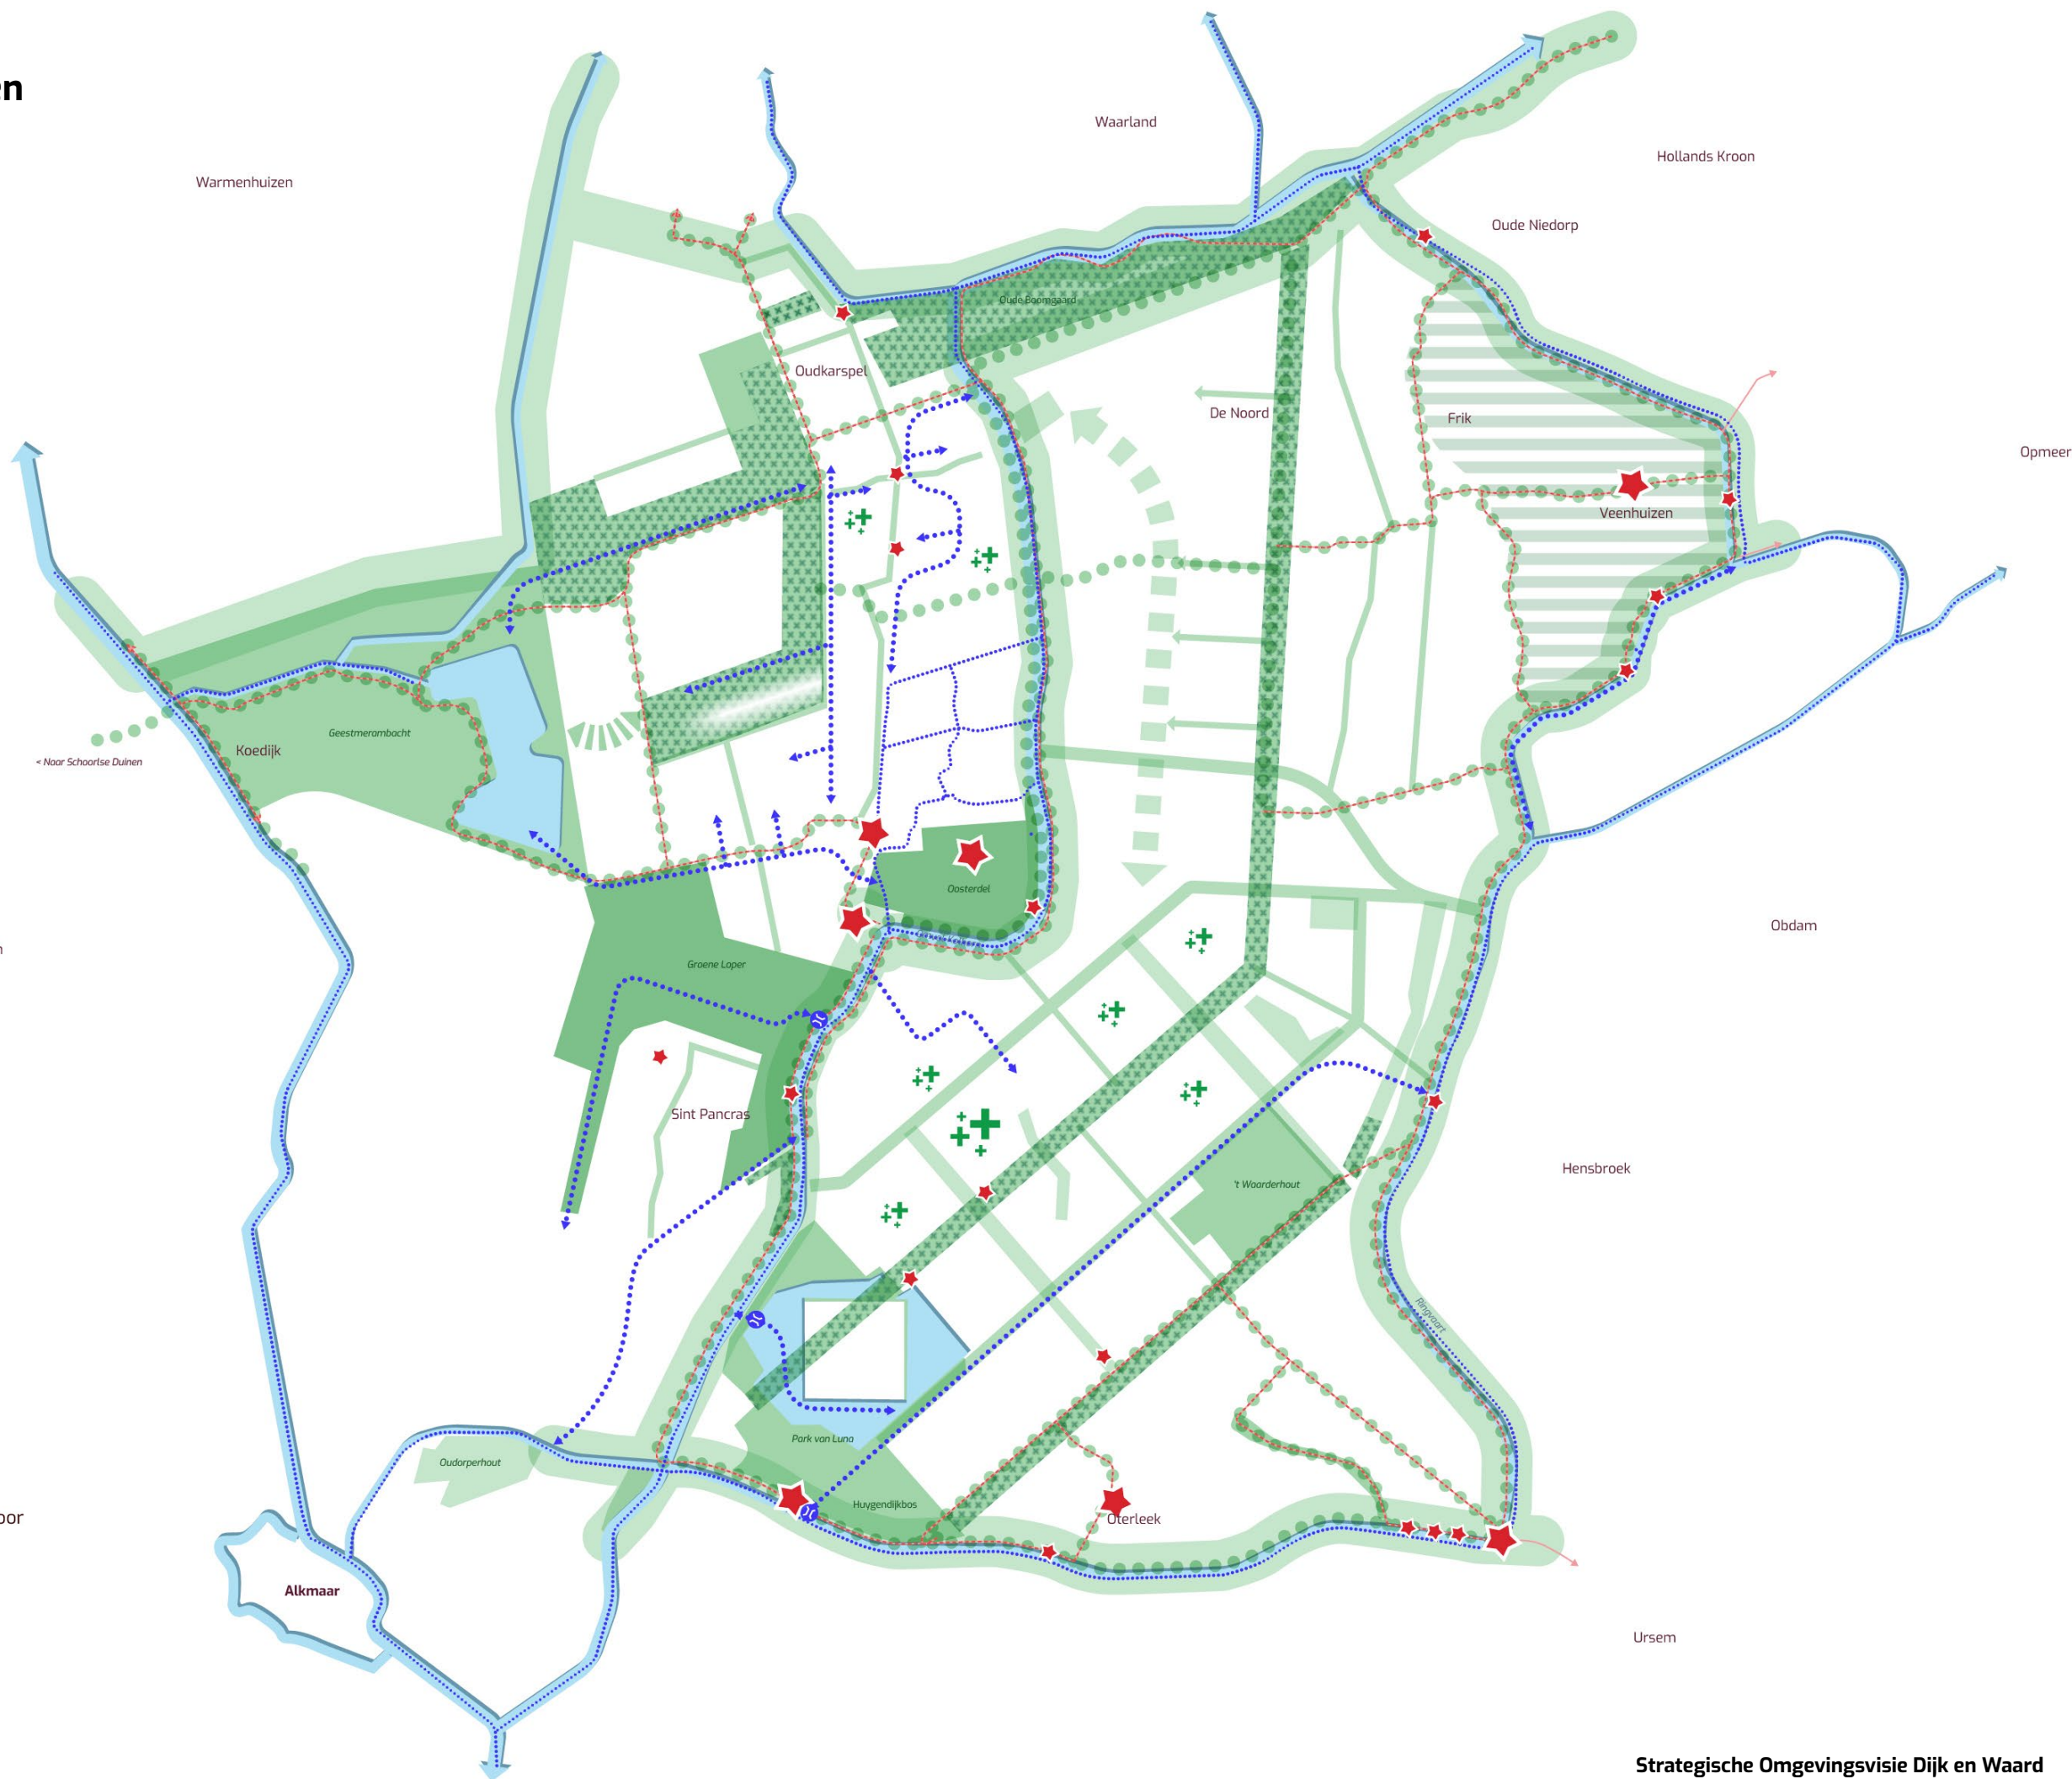 en
Waarland
Hollands Kroon
Warmenhuizen
Oude Niedorp
Oude Boomgaard
Oudkarspel
De Noord
Frik
Opmeer
Veenhuizen
Geestmerambacht
Koedijk
< Naar Schoorlse Duinen
Oosterdel
Obdam
n
Groene Loper
Sint Pancras
Hensbroek
't Waarderhout
Ringvaart
Park van Luna
Oudorperhout
Huygendijkbos
oor
Oterleek
Alkmaar
Ursem
Strategische Omgevingsvisie Dijk en Waard